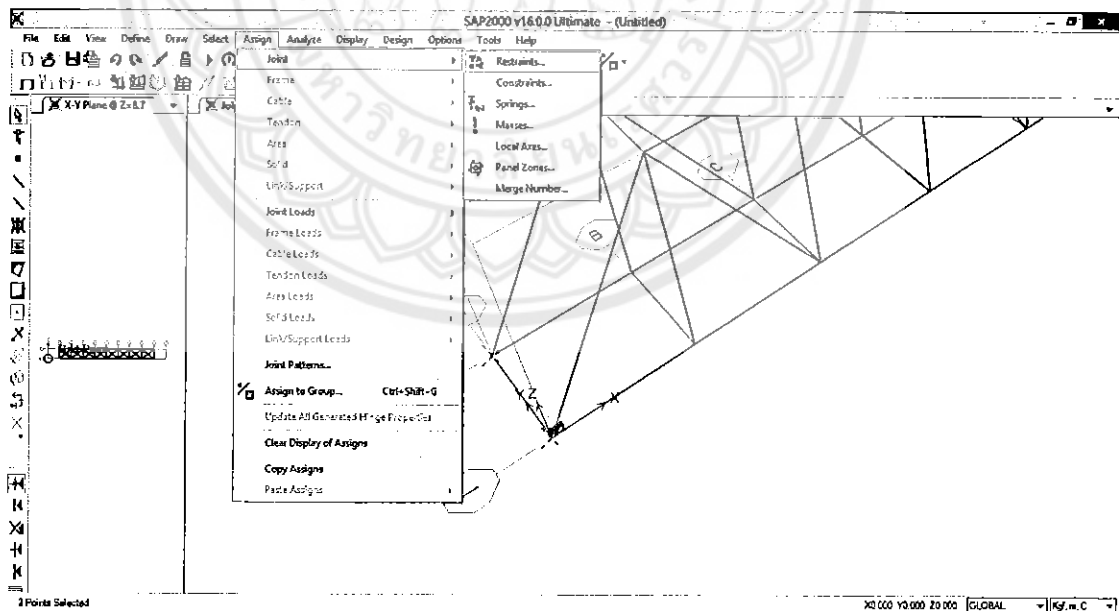 SAP2000 v16.0.0 Ultimate - (Untitled)
File Edit View Define Draw Select Assign Analyze Display Design Options Tools Help
X-Y Plane @ Z=8.7
Joint
Frame
Cable
Tendon
Area
Solid
Link/Support
Joint Loads
Frame Loads
Cable Loads
Tendon Loads
Area Loads
Solid Loads
Link/Support Loads
Joint Patterns...
Assign to Group... Ctrl+Shift+G
Update All Generated Hinge Properties
Clear Display of Assigns
Copy Assigns
Paste Assigns
Restraints...
Constraints...
Springs...
Masses...
Local Axes...
Panel Zones...
Merge Number...
B
C
Z
X
Y
2 Points Selected
X0.000 Y0.000 Z0.000 GLOBAL Kgf, m, C